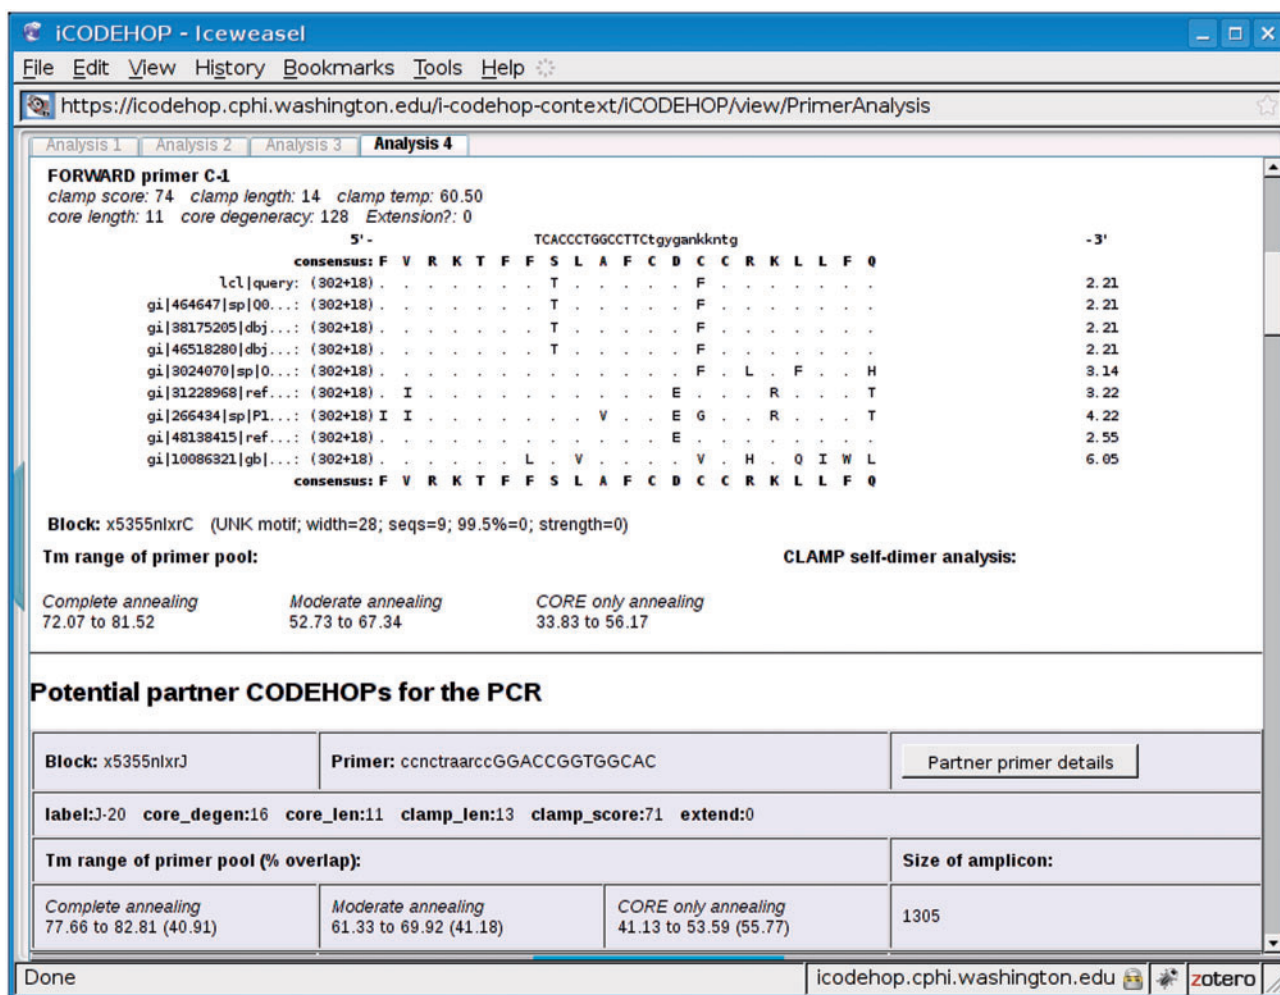 iCODEHOP - Iceweasel
File Edit View History Bookmarks Tools Help
https://icodehop.cphi.washington.edu/i-codehop-context/iCODEHOP/view/PrimerAnalysis
Analysis 1 Analysis 2 Analysis 3 Analysis 4
FORWARD primer C-1
clamp score: 74 clamp length: 14 clamp temp: 60.50
core length: 11 core degeneracy: 128 Extension?: 0
5'- TCACCCTGGCCTTCtgygankkntg -3'
consensus: F V R K T F F S L A F C D C C R K L L F Q
lcl|query: (302+18) . . . . . . . T . . . . . F . . . . . . . 2.21
gi|464647|sp|Q0...: (302+18) . . . . . . . T . . . . . F . . . . . . . 2.21
gi|38175205|dbj...: (302+18) . . . . . . . T . . . . . F . . . . . . . 2.21
gi|46518280|dbj...: (302+18) . . . . . . . T . . . . . F . . . . . . . 2.21
gi|3024070|sp|O...: (302+18) . . . . . . . . . . . . . F . L . F . . H 3.14
gi|31228968|ref...: (302+18) . I . . . . . . . . . . E . . . R . . . T 3.22
gi|266434|sp|P1...: (302+18) I I . . . . . . . V . . E G . . R . . . T 4.22
gi|48138415|ref...: (302+18) . . . . . . . . . . . . E . . . . . . . . 2.55
gi|10086321|gb|...: (302+18) . . . . . . L . V . . . . V . H . Q I W L 6.05
consensus: F V R K T F F S L A F C D C C R K L L F Q
Block: x5355nlxrC (UNK motif; width=28; seqs=9; 99.5%=0; strength=0)
Tm range of primer pool: CLAMP self-dimer analysis:
Complete annealing Moderate annealing CORE only annealing
72.07 to 81.52 52.73 to 67.34 33.83 to 56.17
Potential partner CODEHOPs for the PCR
Block: x5355nlxrJ Primer: ccnctraarccGGACCGGTGGCAC Partner primer details
label:J-20 core_degen:16 core_len:11 clamp_len:13 clamp_score:71 extend:0
Tm range of primer pool (% overlap): Size of amplicon:
Complete annealing Moderate annealing CORE only annealing
77.66 to 82.81 (40.91) 61.33 to 69.92 (41.18) 41.13 to 53.59 (55.77) 1305
Done icodehop.cphi.washington.edu zotero